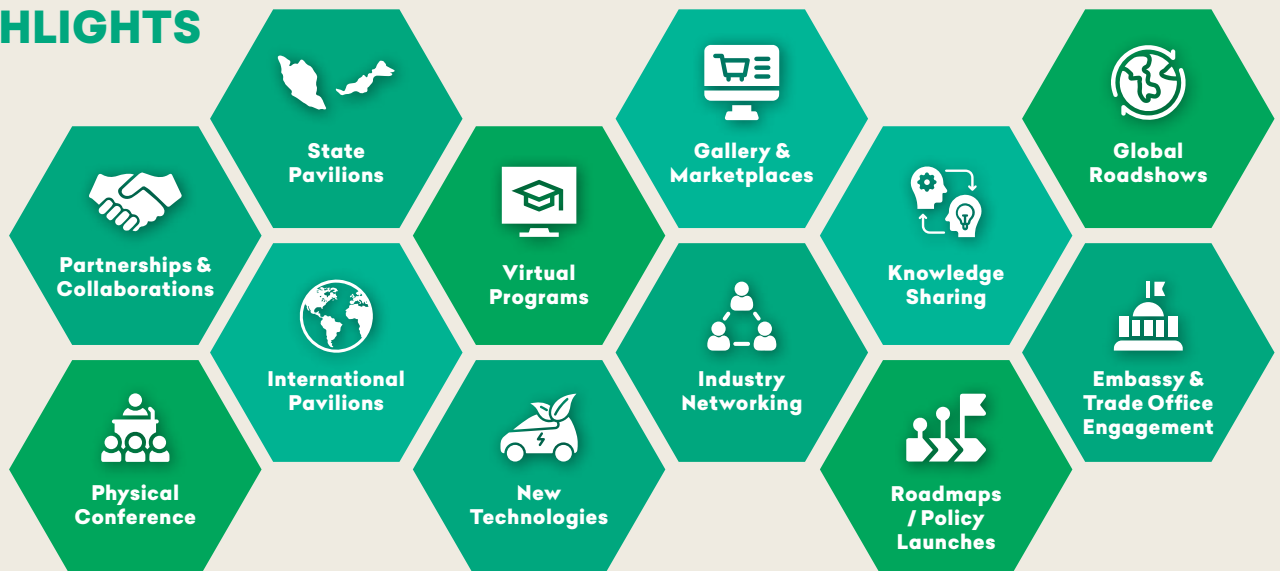 HLIGHTS
State
Pavilions
Gallery &
Marketplaces
Global
Roadshows
Partnerships &
Collaborations
Virtual
Programs
Knowledge
Sharing
International
Pavilions
Industry
Networking
Embassy &
Trade Office
Engagement
Physical
Conference
New
Technologies
Roadmaps
/ Policy
Launches